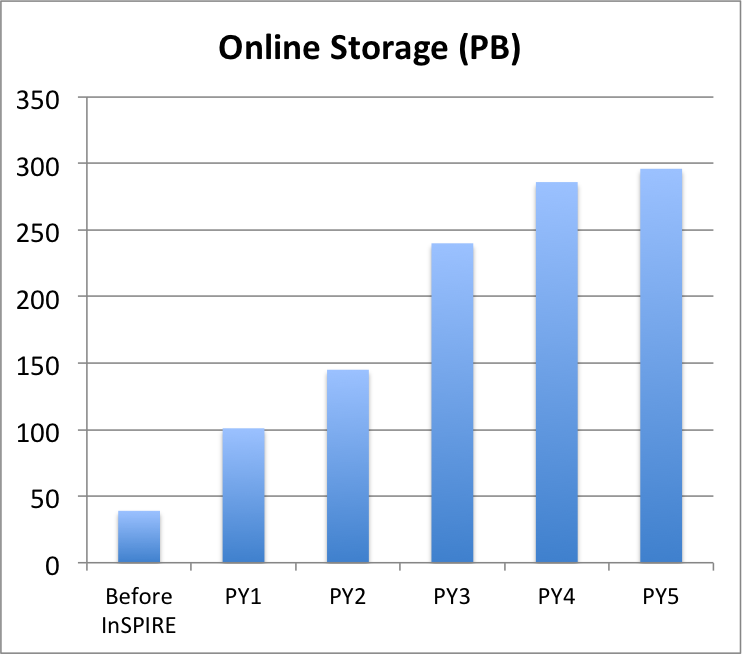 Online Storage (PB)
350
300
250
200
150
100
50
0
Before
InSPIRE
PY1
PY2
PY3
PY4
PY5